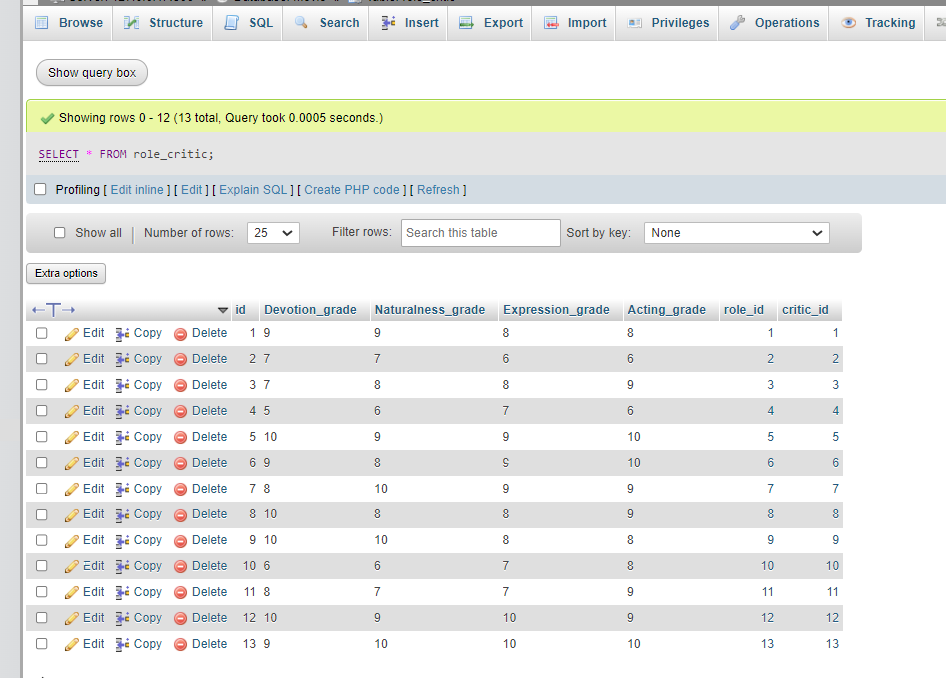 Browse Structure SQL Search Insert Export Import Privileges Operations Tracking
Show query box
Showing rows 0 - 12 (13 total, Query took 0.0005 seconds.)
SELECT * FROM role_critic;
Profiling [ Edit inline ] [ Edit ] [ Explain SQL ] [ Create PHP code ] [ Refresh ]
Show all Number of rows: 25 Filter rows: Search this table Sort by key: None
Extra options
←T→ id Devotion_grade Naturalness_grade Expression_grade Acting_grade role_id critic_id
Edit Copy Delete 1 9 9 8 8 1 1
Edit Copy Delete 2 7 7 6 6 2 2
Edit Copy Delete 3 7 8 8 9 3 3
Edit Copy Delete 4 5 6 7 6 4 4
Edit Copy Delete 5 10 9 9 10 5 5
Edit Copy Delete 6 9 8 9 10 6 6
Edit Copy Delete 7 8 10 9 9 7 7
Edit Copy Delete 8 10 8 8 9 8 8
Edit Copy Delete 9 10 10 8 8 9 9
Edit Copy Delete 10 6 6 7 8 10 10
Edit Copy Delete 11 8 7 7 9 11 11
Edit Copy Delete 12 10 9 10 9 12 12
Edit Copy Delete 13 9 10 10 10 13 13